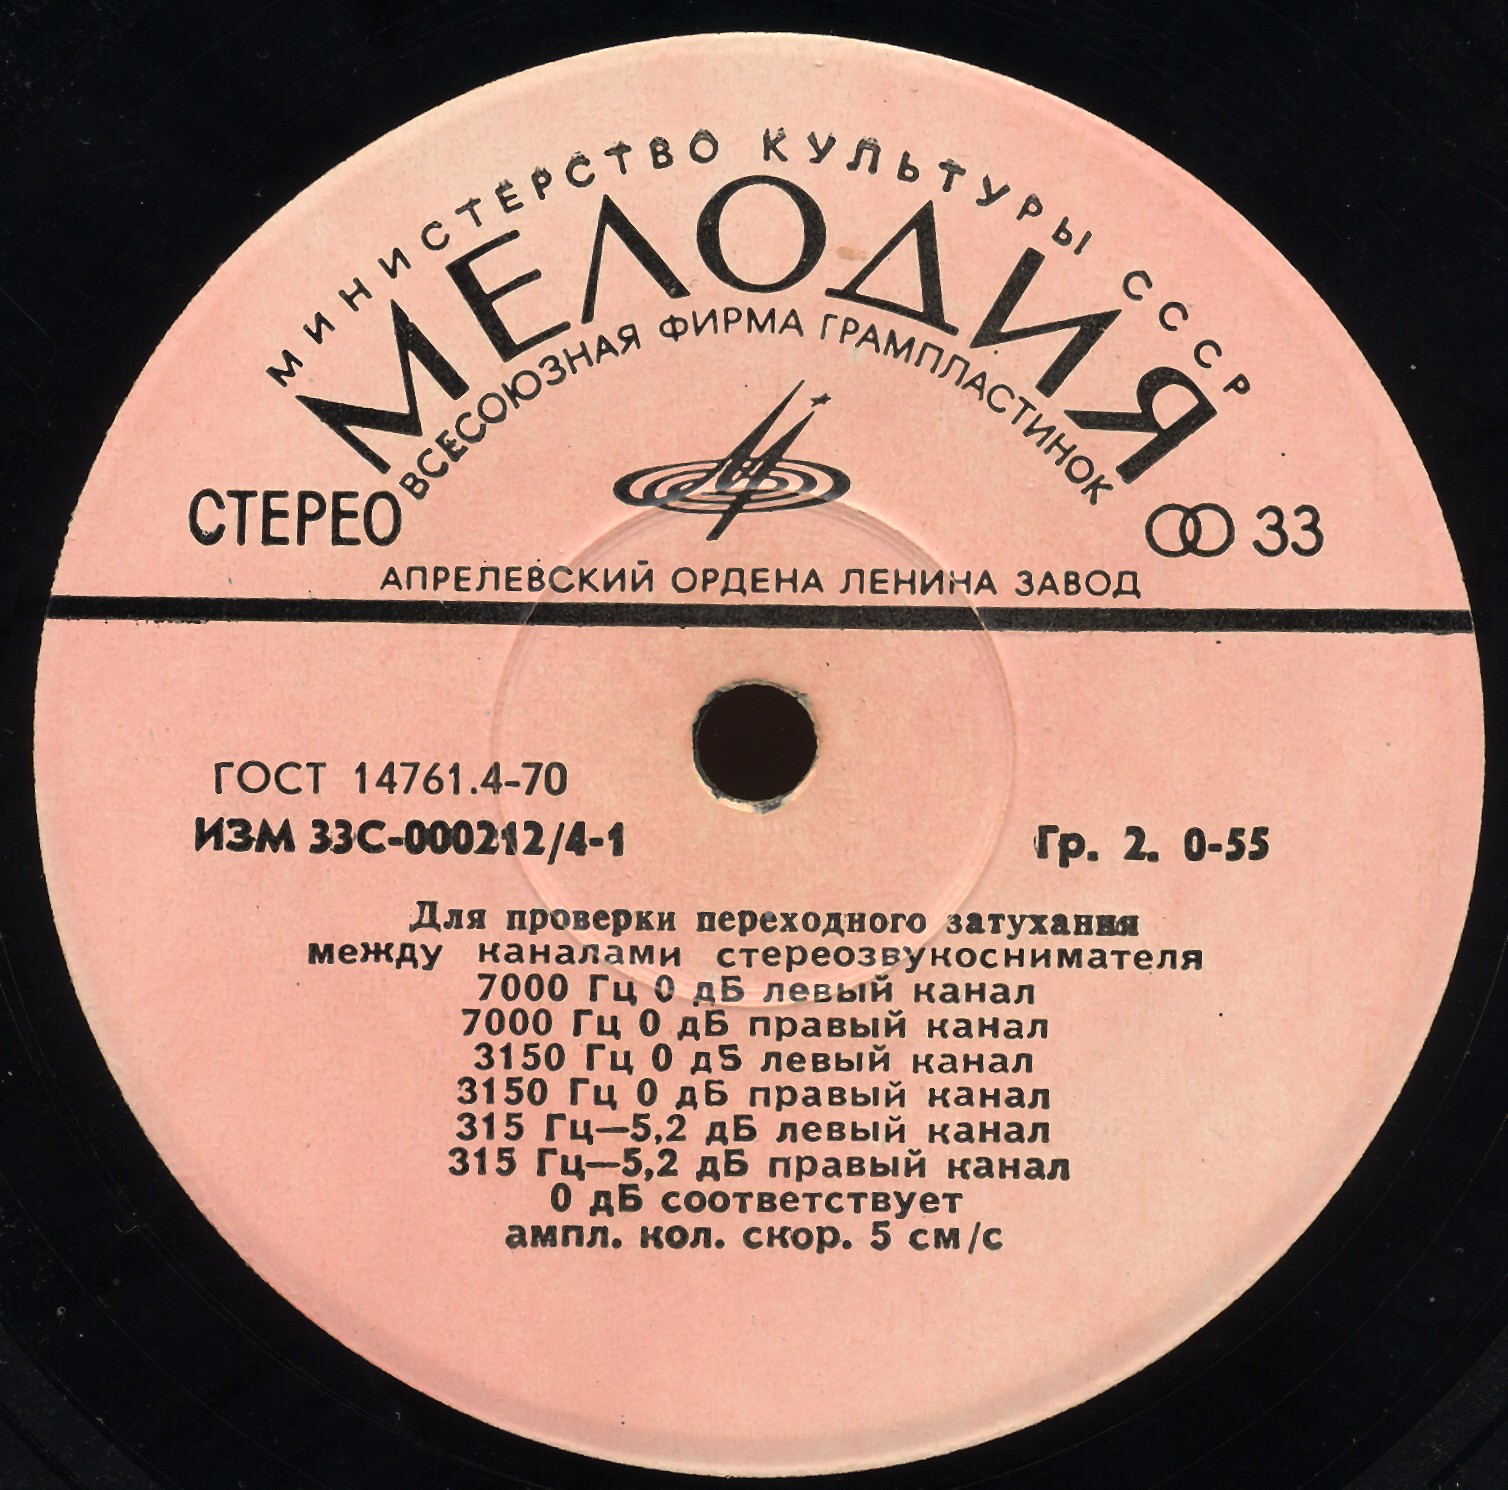 МИНИСТЕРСТВО КУЛЬТУРЫ СССР
МЕЛОДИЯ
ВСЕСОЮЗНАЯ ФИРМА ГРАМПЛАСТИНОК
СТЕРЕО
33
АПРЕЛЕВСКИЙ ОРДЕНА ЛЕНИНА ЗАВОД
ГОСТ 14761.4-70
ИЗМ 33С-000212/4-1
Гр. 2. 0-55
Для проверки переходного затухания
между каналами стереозвукоснимателя
7000 Гц 0 дБ левый канал
7000 Гц 0 дБ правый канал
3150 Гц 0 дБ левый канал
3150 Гц 0 дБ правый канал
315 Гц—5,2 дБ левый канал
315 Гц—5,2 дБ правый канал
0 дБ соответствует
ампл. кол. скор. 5 см/с